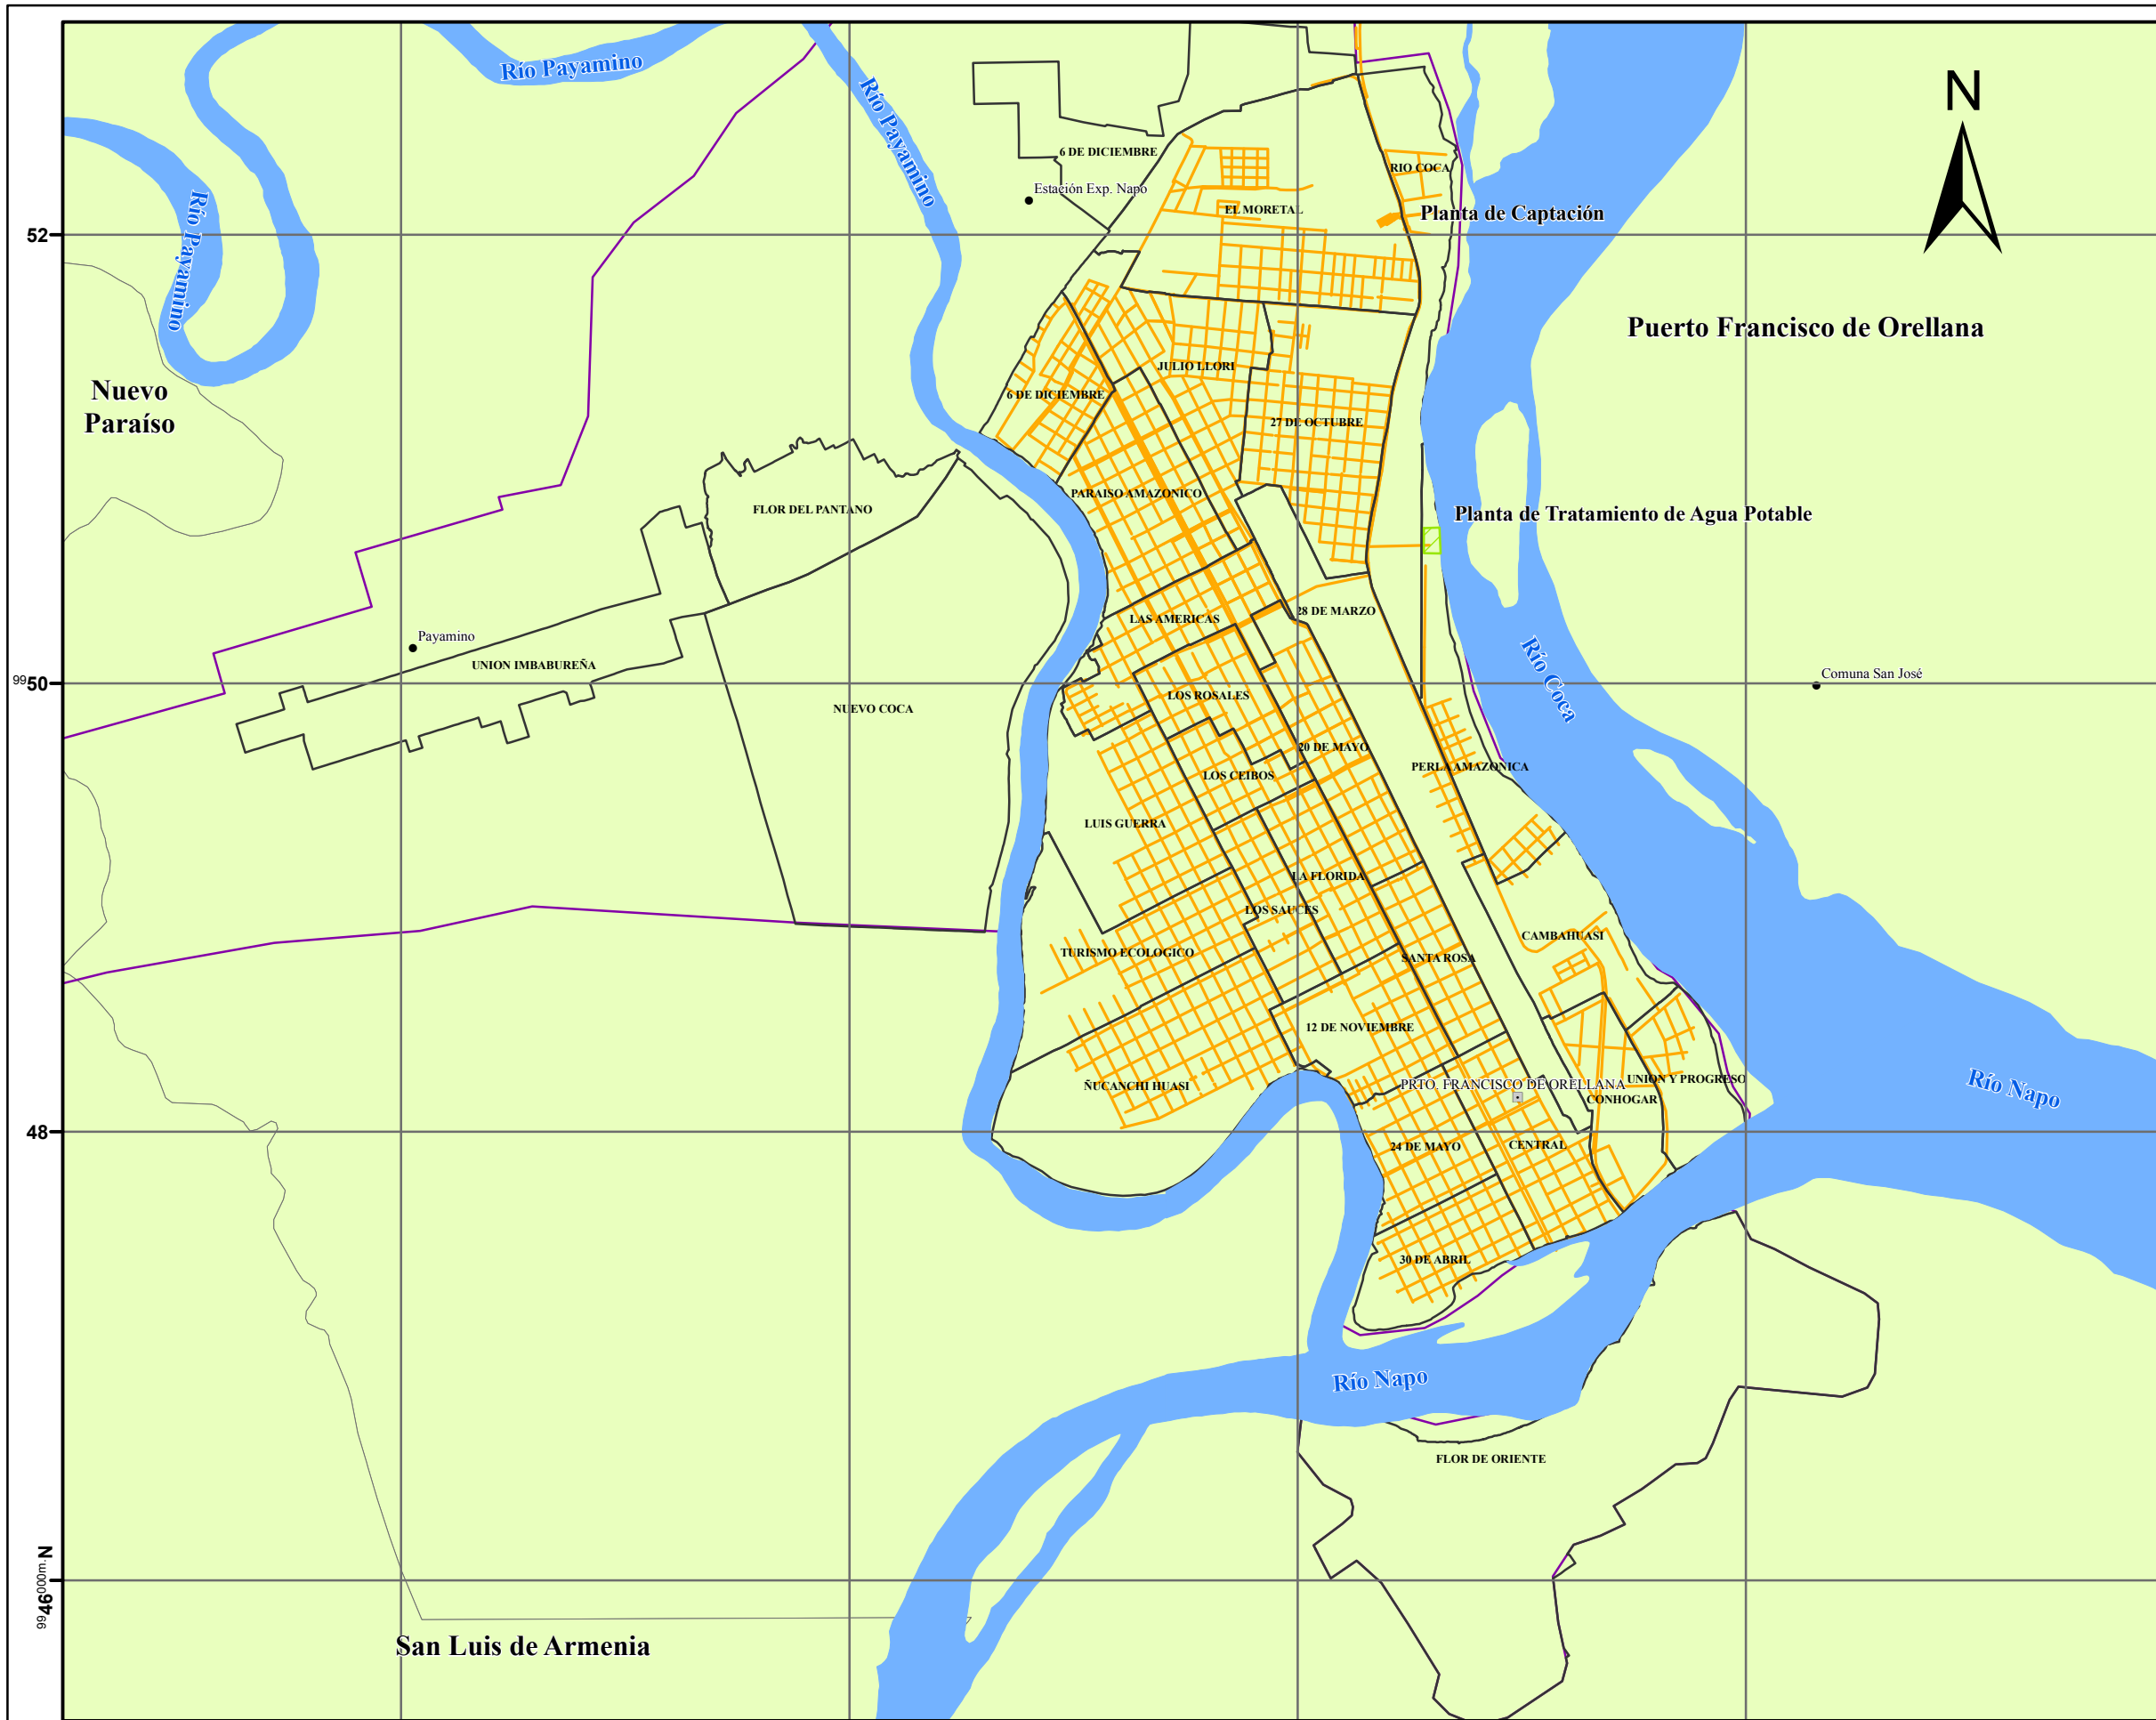 Río Payamino
N
Río Payamino
6 DE DICIEMBRE
RIO COCA
Estación Exp. Napo
EL MORETAL
Planta de Captación
52
Río Payamino
Puerto Francisco de Orellana
JULIO LLORI
Nuevo
Paraíso
6 DE DICIEMBRE
27 DE OCTUBRE
PARAISO AMAZONICO
FLOR DEL PANTANO
Planta de Tratamiento de Agua Potable
28 DE MARZO
LAS AMERICAS
Payamino
UNION IMBABUREÑA
Río Coca
Comuna San José
9950
LOS ROSALES
NUEVO COCA
20 DE MAYO
PERLA AMAZONICA
LOS CEIBOS
LUIS GUERRA
LA FLORIDA
LOS SAUCES
CAMBAHUASI
TURISMO ECOLOGICO
SANTA ROSA
12 DE NOVIEMBRE
UNION Y PROGRESO
PRTO. FRANCISCO DE ORELLANA
ÑUCANCHI HUASI
Río Napo
CONHOGAR
48
24 DE MAYO
CENTRAL
30 DE ABRIL
Río Napo
FLOR DE ORIENTE
9946000m.N
San Luis de Armenia